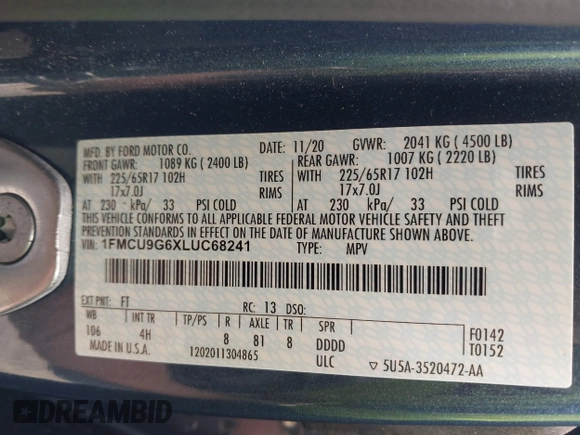 MFD. BY FORD MOTOR CO.
DATE: 11/20 GVWR: 2041 KG ( 4500 LB)
FRONT GAWR: 1089 KG ( 2400 LB)
REAR GAWR: 1007 KG ( 2220 LB)
WITH 225/65R17 102H TIRES
WITH 225/65R17 102H TIRES
17x7.0J RIMS
17x7.0J RIMS
AT 230 kPa/ 33 PSI COLD
AT 230 kPa/ 33 PSI COLD
THIS VEHICLE CONFORMS TO ALL APPLICABLE FEDERAL MOTOR VEHICLE SAFETY AND THEFT
PREVENTION STANDARDS IN EFFECT ON THE DATE OF MANUFACTURE SHOWN ABOVE.
VIN: 1FMCU9G6XLUC68241 TYPE: MPV
EXT PNT: FT RC: 13 DSO:
WB INT TR TP/PS R AXLE TR SPR
106 4H 8 81 8 DDDD
F0142
T0152
MADE IN U.S.A. 1202011304865 ULC ▽ 5U5A-3520472-AA
DREAMBID